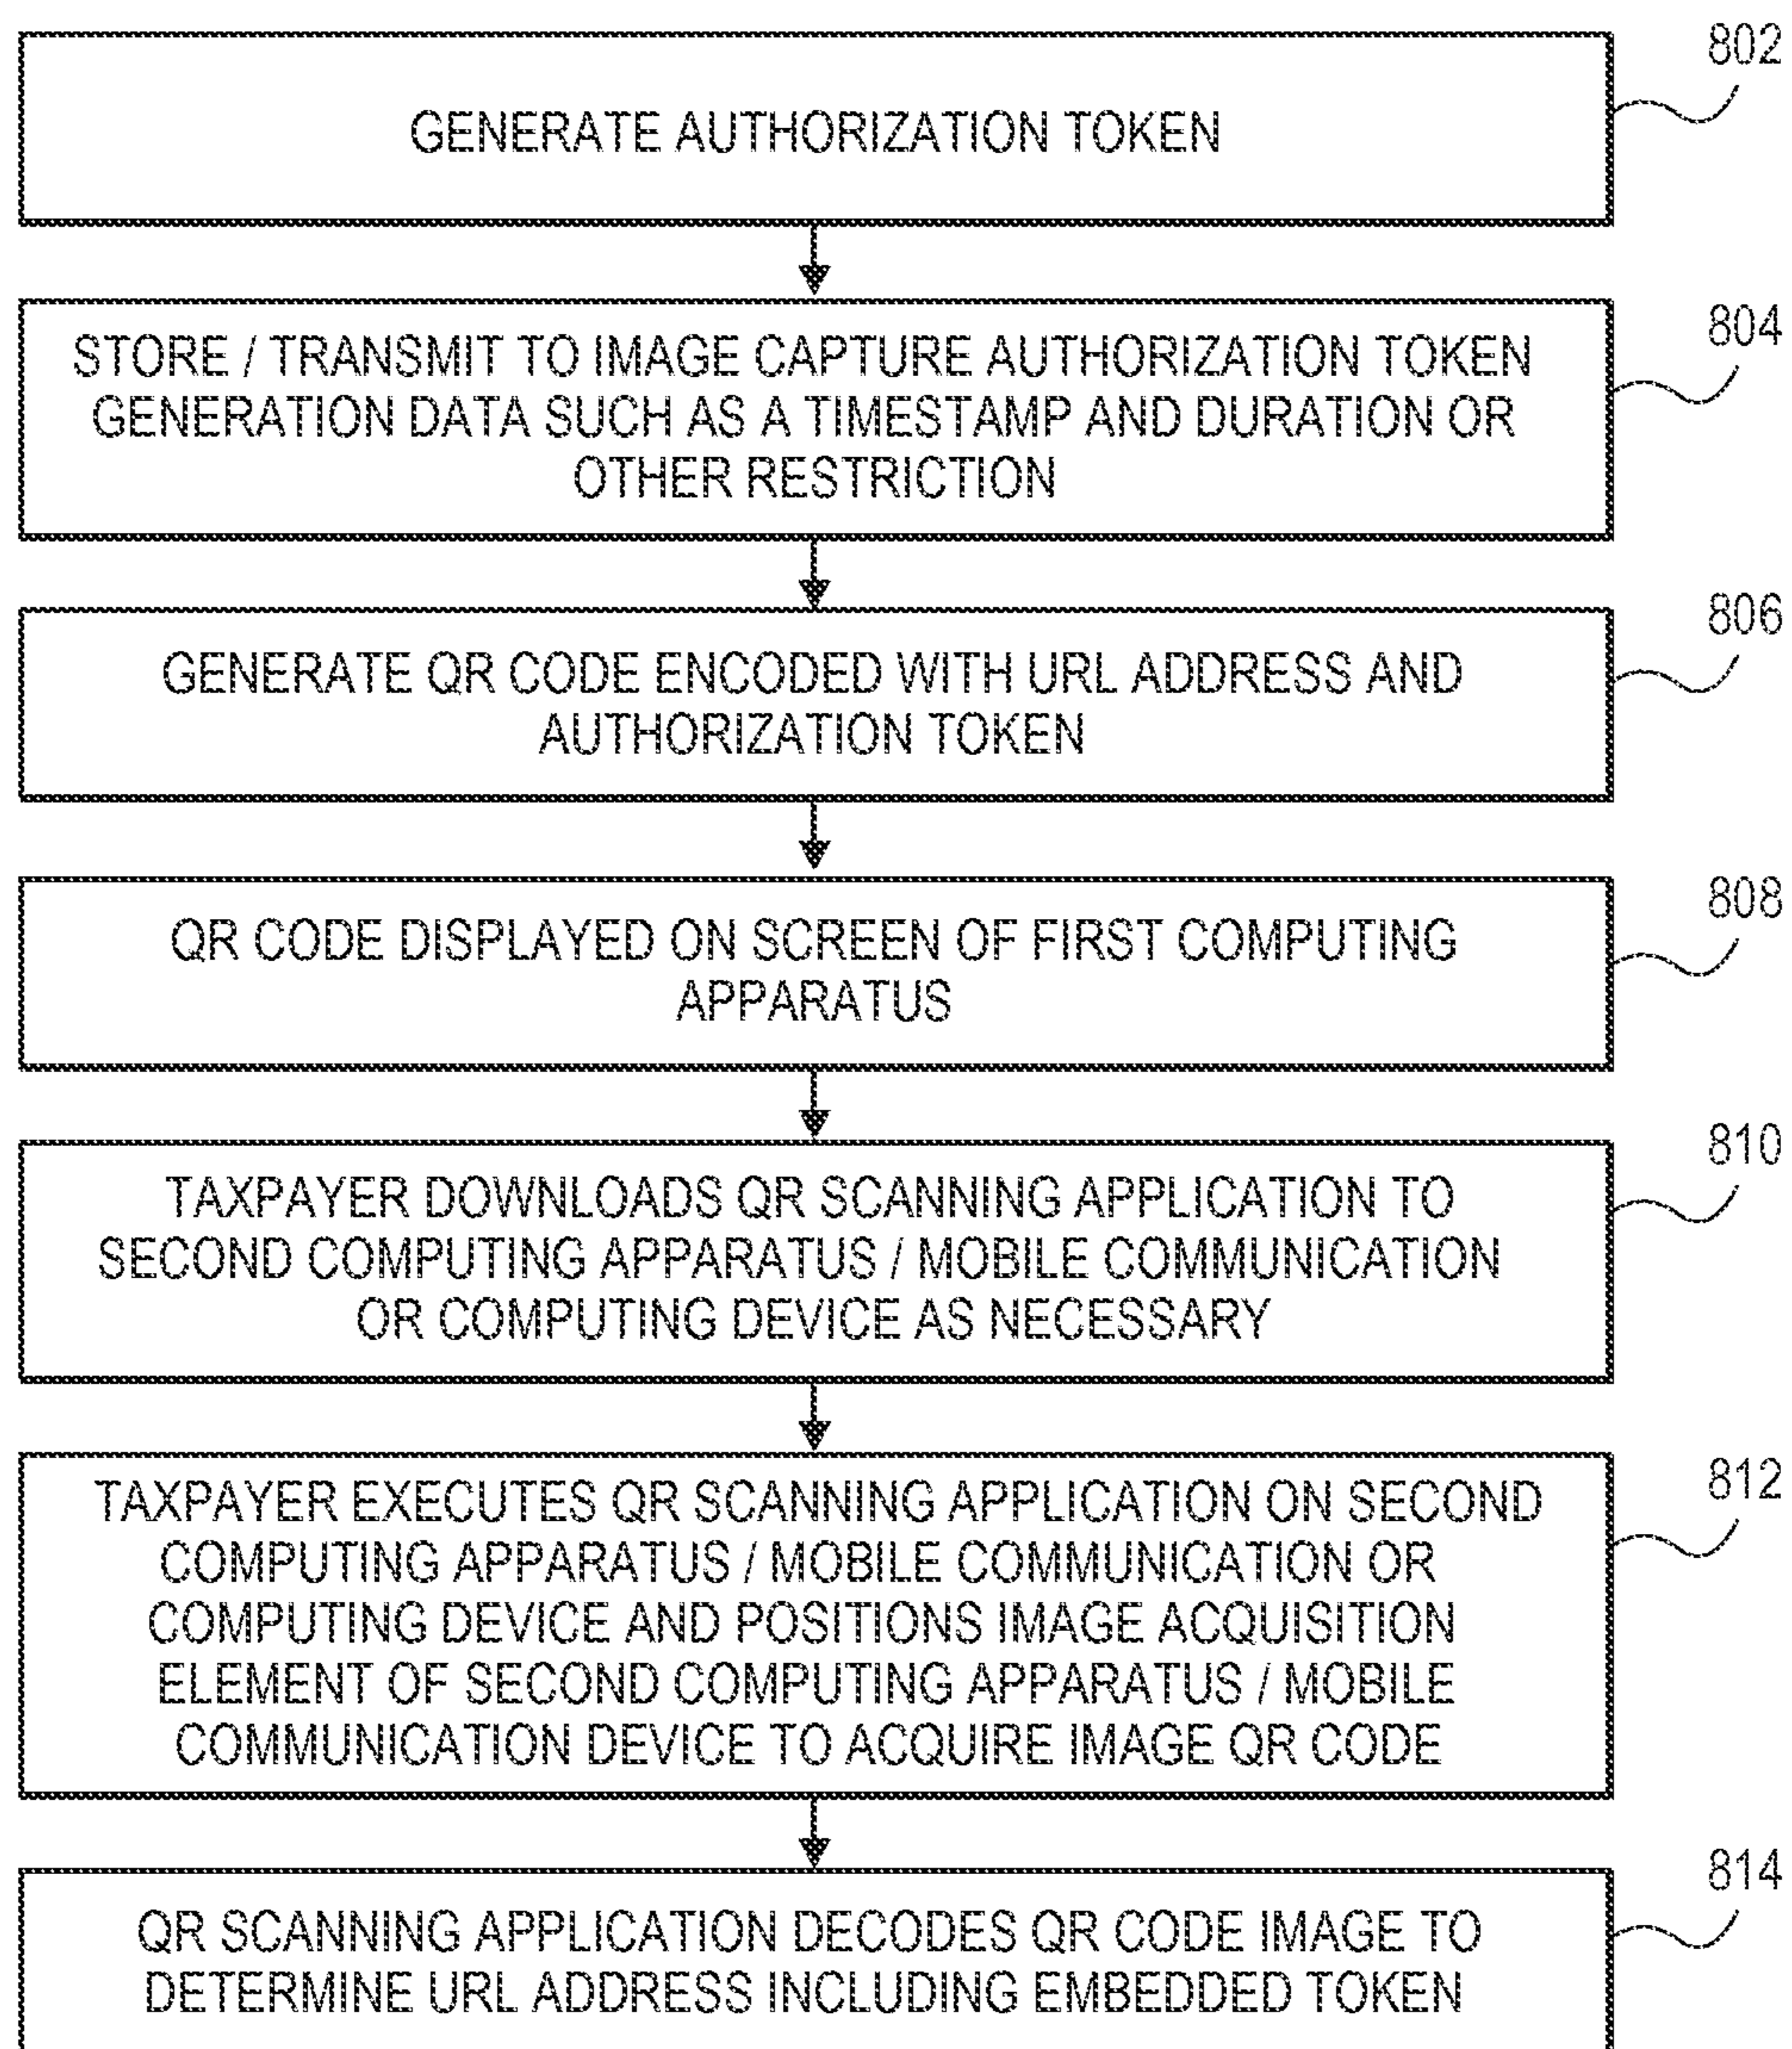 802
GENERATE AUTHORIZATION TOKEN
804
STORE / TRANSMIT TO IMAGE CAPTURE AUTHORIZATION TOKEN
GENERATION DATA SUCH AS A TIMESTAMP AND DURATION OR
OTHER RESTRICTION
806
GENERATE QR CODE ENCODED WITH URL ADDRESS AND
AUTHORIZATION TOKEN
808
QR CODE DISPLAYED ON SCREEN OF FIRST COMPUTING
APPARATUS
810
TAXPAYER DOWNLOADS QR SCANNING APPLICATION TO
SECOND COMPUTING APPARATUS / MOBILE COMMUNICATION
OR COMPUTING DEVICE AS NECESSARY
812
TAXPAYER EXECUTES QR SCANNING APPLICATION ON SECOND
COMPUTING APPARATUS / MOBILE COMMUNICATION OR
COMPUTING DEVICE AND POSITIONS IMAGE ACQUISITION
ELEMENT OF SECOND COMPUTING APPARATUS / MOBILE
COMMUNICATION DEVICE TO ACQUIRE IMAGE QR CODE
814
QR SCANNING APPLICATION DECODES QR CODE IMAGE TO
DETERMINE URL ADDRESS INCLUDING EMBEDDED TOKEN